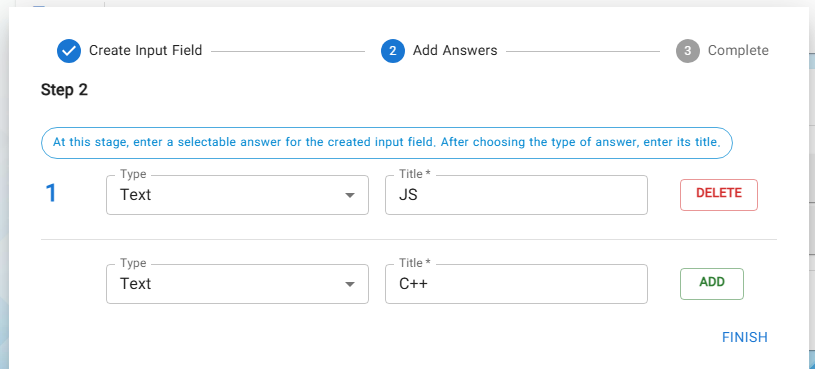 Create Input Field 2 Add Answers 3 Complete
Step 2
At this stage, enter a selectable answer for the created input field. After choosing the type of answer, enter its title.
Type Title *
1 Text JS DELETE
Type Title *
Text C++ ADD
FINISH